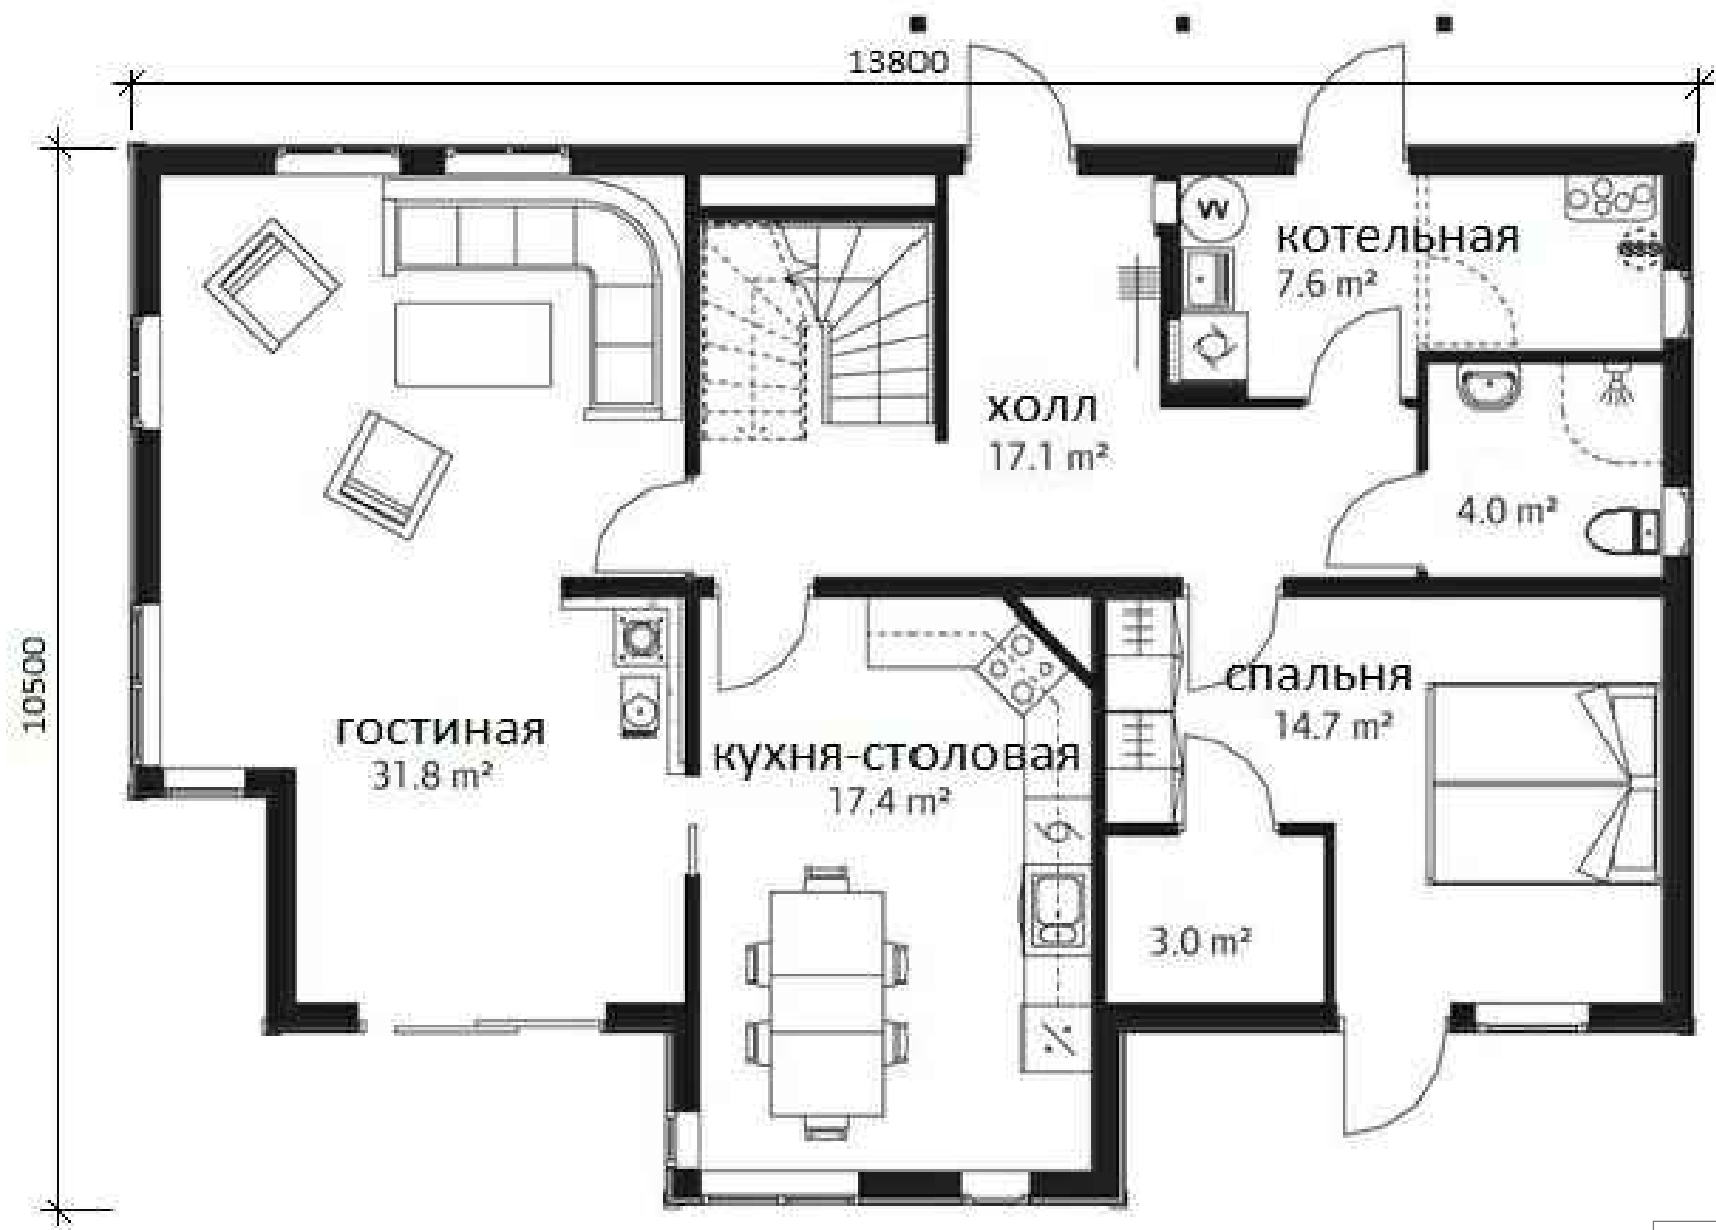 13800
W
котельная
7.6 m²
холл
17.1 m²
4.0 m²
10500
спальня
14.7 m²
гостиная
31.8 m²
кухня-столовая
17.4 m²
3.0 m²